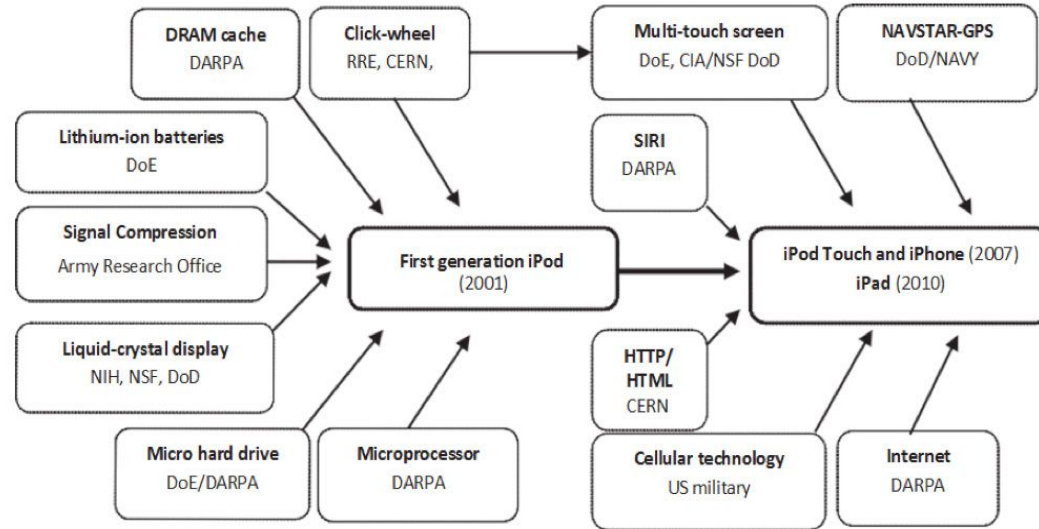 DRAM cache
DARPA
Click-wheel
RRE, CERN,
Multi-touch screen
DoE, CIA/NSF DoD
NAVSTAR-GPS
DoD/NAVY
Lithium-ion batteries
DoE
SIRI
DARPA
Signal Compression
Army Research Office
First generation iPod
(2001)
iPod Touch and iPhone (2007)
iPad (2010)
Liquid-crystal display
NIH, NSF, DoD
HTTP/
HTML
CERN
Micro hard drive
DoE/DARPA
Microprocessor
DARPA
Cellular technology
US military
Internet
DARPA